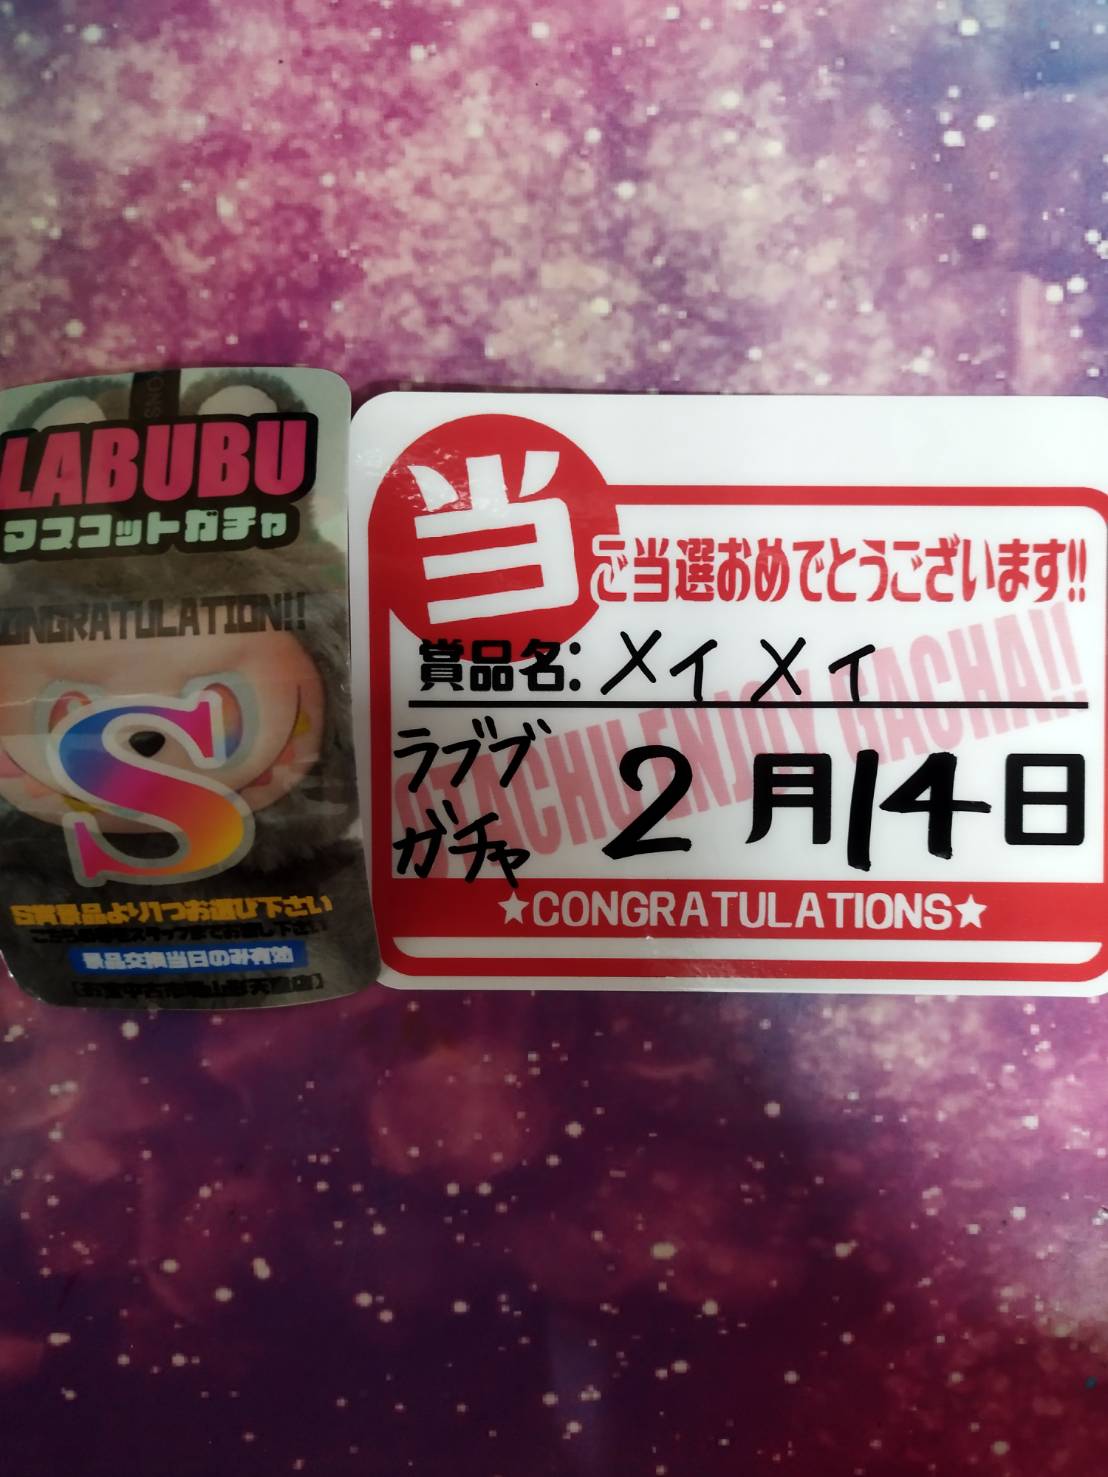 LABUBU
マスコットガチャ
CONGRATULATION!!
S
S賞景品より1つお選び下さい
景品交換当日のみ有効
当
ご当選おめでとうございます!!
賞品名: メイメイ
OTACHU ENJOY GACHA!!
ラブブ
ガチャ
2月14日
★CONGRATULATIONS★